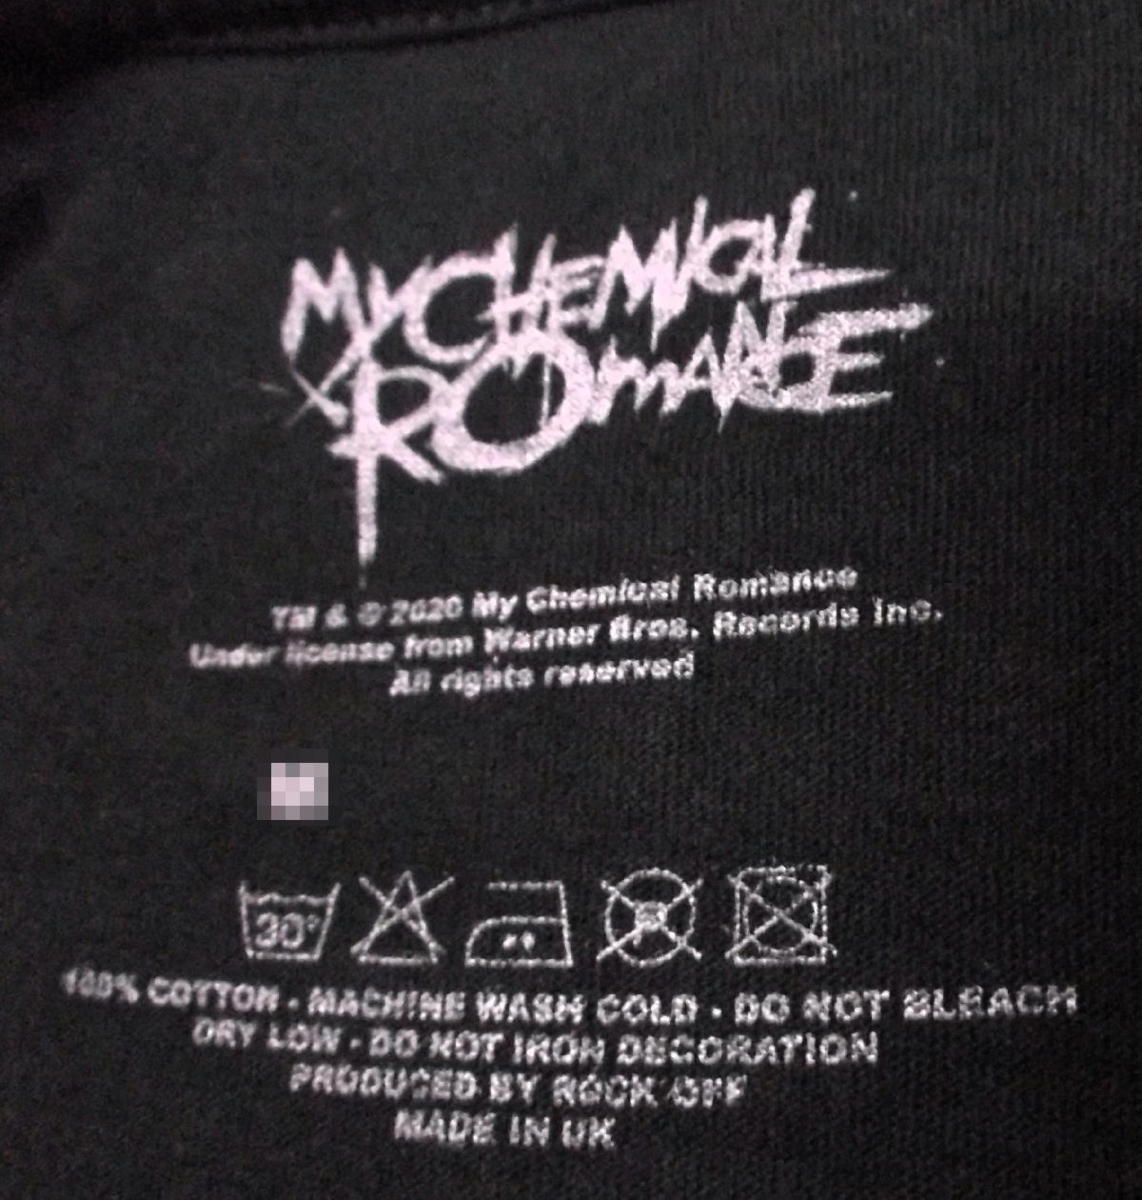 MY CHEMICAL
ROMANCE
TM & © 2020 My Chemical Romance
Under license from Warner Bros. Records Inc.
All rights reserved
30°
P
100% COTTON • MACHINE WASH COLD • DO NOT BLEACH
DRY LOW • DO NOT IRON DECORATION
PRODUCED BY ROCK OFF
MADE IN UK